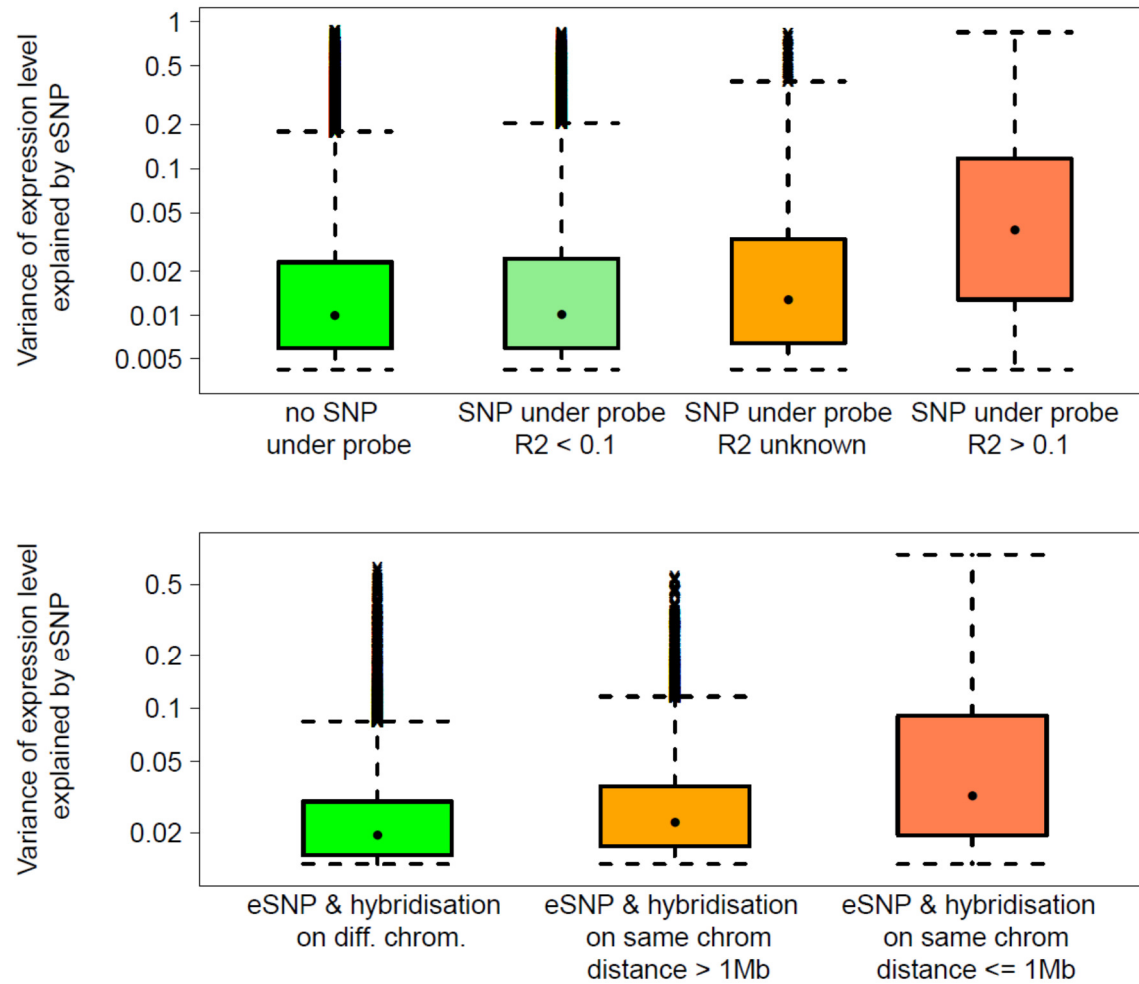 Variance of expression level
explained by eSNP
1
0.5
0.2
0.1
0.05
0.02
0.01
0.005
no SNP
under probe
SNP under probe
R2 < 0.1
SNP under probe
R2 unknown
SNP under probe
R2 > 0.1
Variance of expression level
explained by eSNP
0.5
0.2
0.1
0.05
0.02
eSNP & hybridisation
on diff. chrom.
eSNP & hybridisation
on same chrom
distance > 1Mb
eSNP & hybridisation
on same chrom
distance <= 1Mb